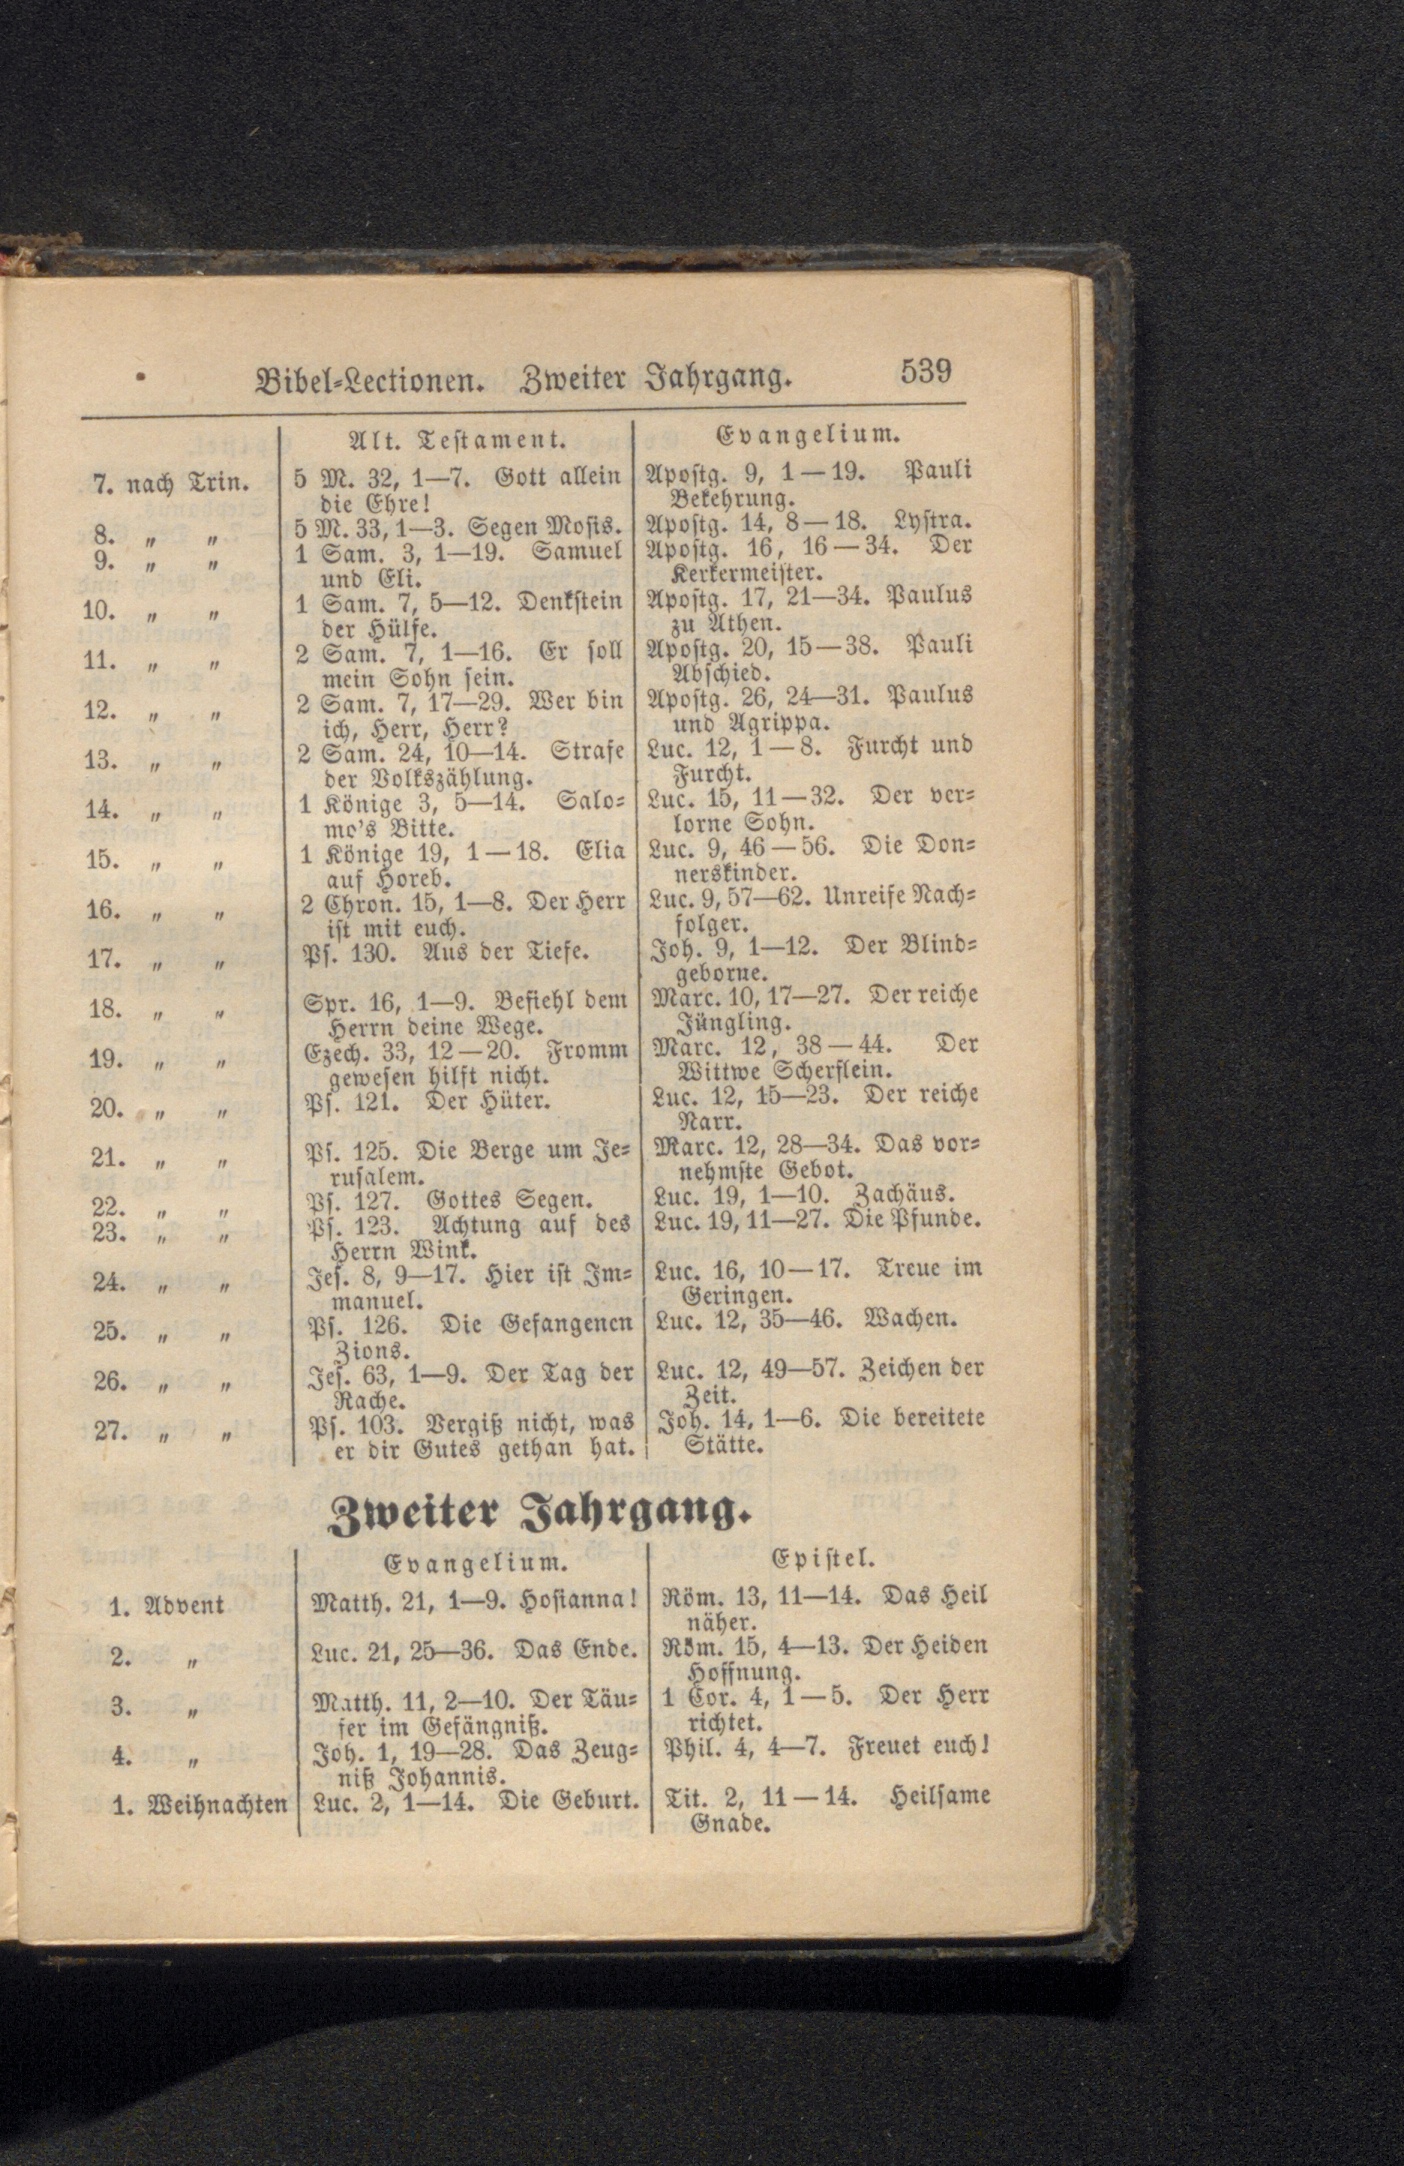 Bibel-Lectionen. Zweiter Jahrgang. 539
Alt. Testament. Evangelium.
7. nach Trin. 5 M. 32, 1—7. Gott allein Apostg. 9, 1—19. Pauli
die Ehre! Bekehrung.
8. „ „ 5 M. 33, 1—3. Segen Mosis. Apostg. 14, 8—18. Lystra.
9. „ „ 1 Sam. 3, 1—19. Samuel Apostg. 16, 16—34. Der
und Eli. Kerkermeister.
10. „ „ 1 Sam. 7, 5—12. Denkstein Apostg. 17, 21—34. Paulus
der Hülfe. zu Athen.
11. „ „ 2 Sam. 7, 1—16. Er soll Apostg. 20, 15—38. Pauli
mein Sohn sein. Abschied.
12. „ „ 2 Sam. 7, 17—29. Wer bin Apostg. 26, 24—31. Paulus
ich, Herr, Herr? und Agrippa.
13. „ „ 2 Sam. 24, 10—14. Strafe Luc. 12, 1—8. Furcht und
der Volkszählung. Furcht.
14. „ „ 1 Könige 3, 5—14. Salo- Luc. 15, 11—32. Der ver-
mo's Bitte. lorne Sohn.
15. „ „ 1 Könige 19, 1—18. Elia Luc. 9, 46—56. Die Don-
auf Horeb. nerskinder.
16. „ „ 2 Chron. 15, 1—8. Der Herr Luc. 9, 57—62. Unreife Nach-
ist mit euch. folger.
17. „ „ Ps. 130. Aus der Tiefe. Joh. 9, 1—12. Der Blind-
geborne.
18. „ „ Spr. 16, 1—9. Befiehl dem Marc. 10, 17—27. Der reiche
Herrn deine Wege. Jüngling.
19. „ „ Ezech. 33, 12—20. Fromm Marc. 12, 38—44. Der
gewesen hilft nicht. Wittwe Scherflein.
20. „ „ Ps. 121. Der Hüter. Luc. 12, 15—23. Der reiche
Narr.
21. „ „ Ps. 125. Die Berge um Je- Marc. 12, 28—34. Das vor-
rusalem. nehmste Gebot.
22. „ „ Ps. 127. Gottes Segen. Luc. 19, 1—10. Zachäus.
23. „ „ Ps. 123. Achtung auf des Luc. 19, 11—27. Die Pfunde.
Herrn Wink.
24. „ „ Jes. 8, 9—17. Hier ist Im- Luc. 16, 10—17. Treue im
manuel. Geringen.
25. „ „ Ps. 126. Die Gefangenen Luc. 12, 35—46. Wachen.
Zions.
26. „ „ Jes. 63, 1—9. Der Tag der Luc. 12, 49—57. Zeichen der
Rache. Zeit.
27. „ „ Ps. 103. Vergiß nicht, was Joh. 14, 1—6. Die bereitete
er dir Gutes gethan hat. Stätte.
Zweiter Jahrgang.
Evangelium. Epistel.
1. Advent Matth. 21, 1—9. Hosianna! Röm. 13, 11—14. Das Heil
näher.
2. „ Luc. 21, 25—36. Das Ende. Röm. 15, 4—13. Der Heiden
Hoffnung.
3. „ Matth. 11, 2—10. Der Täu- 1 Cor. 4, 1—5. Der Herr
fer im Gefängniß. richtet.
4. „ Joh. 1, 19—28. Das Zeug- Phil. 4, 4—7. Freuet euch!
niß Johannis.
1. Weihnachten Luc. 2, 1—14. Die Geburt. Tit. 2, 11—14. Heilsame
Gnade.